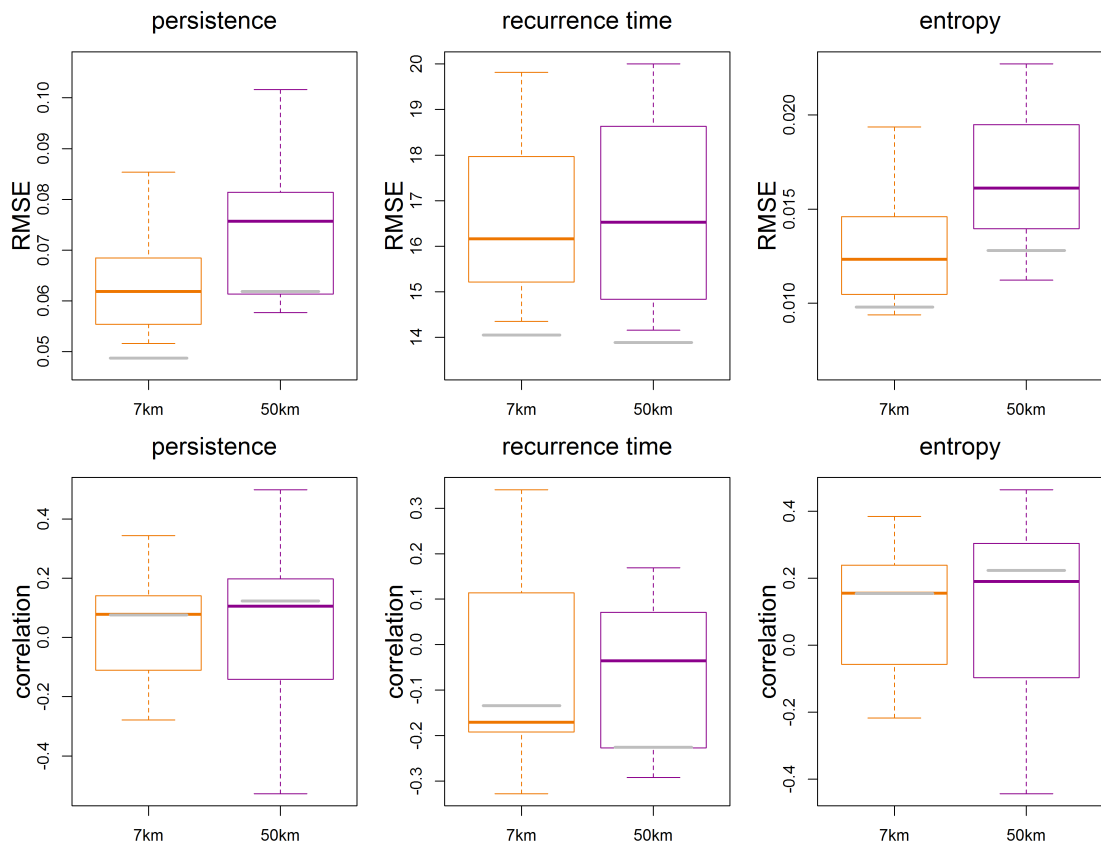 persistence
recurrence time
entropy
RMSE
0.05
0.06
0.07
0.08
0.09
0.10
7km
50km
RMSE
14
15
16
17
18
19
20
7km
50km
RMSE
0.010
0.015
0.020
7km
50km
persistence
recurrence time
entropy
correlation
-0.4
-0.2
0.0
0.2
0.4
7km
50km
correlation
-0.3
-0.2
-0.1
0.0
0.1
0.2
0.3
7km
50km
correlation
-0.4
-0.2
0.0
0.2
0.4
7km
50km